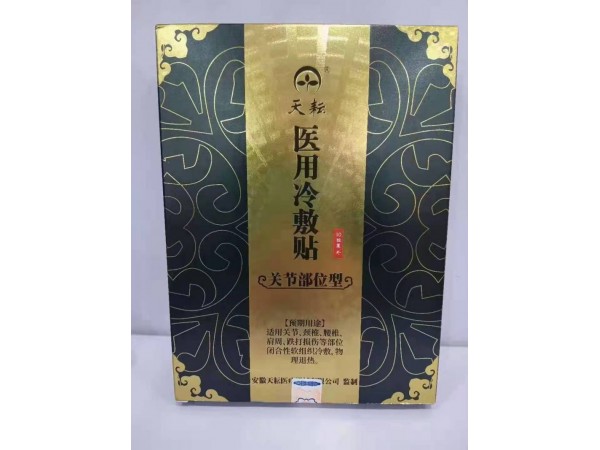 天耘
医用冷敷贴
关节部位型
【预期用途】
适用关节、颈椎、腰椎、
肩周、跌打损伤等部位
闭合性软组织冷敷,物
理退热。
安徽天耘医 公司 监制